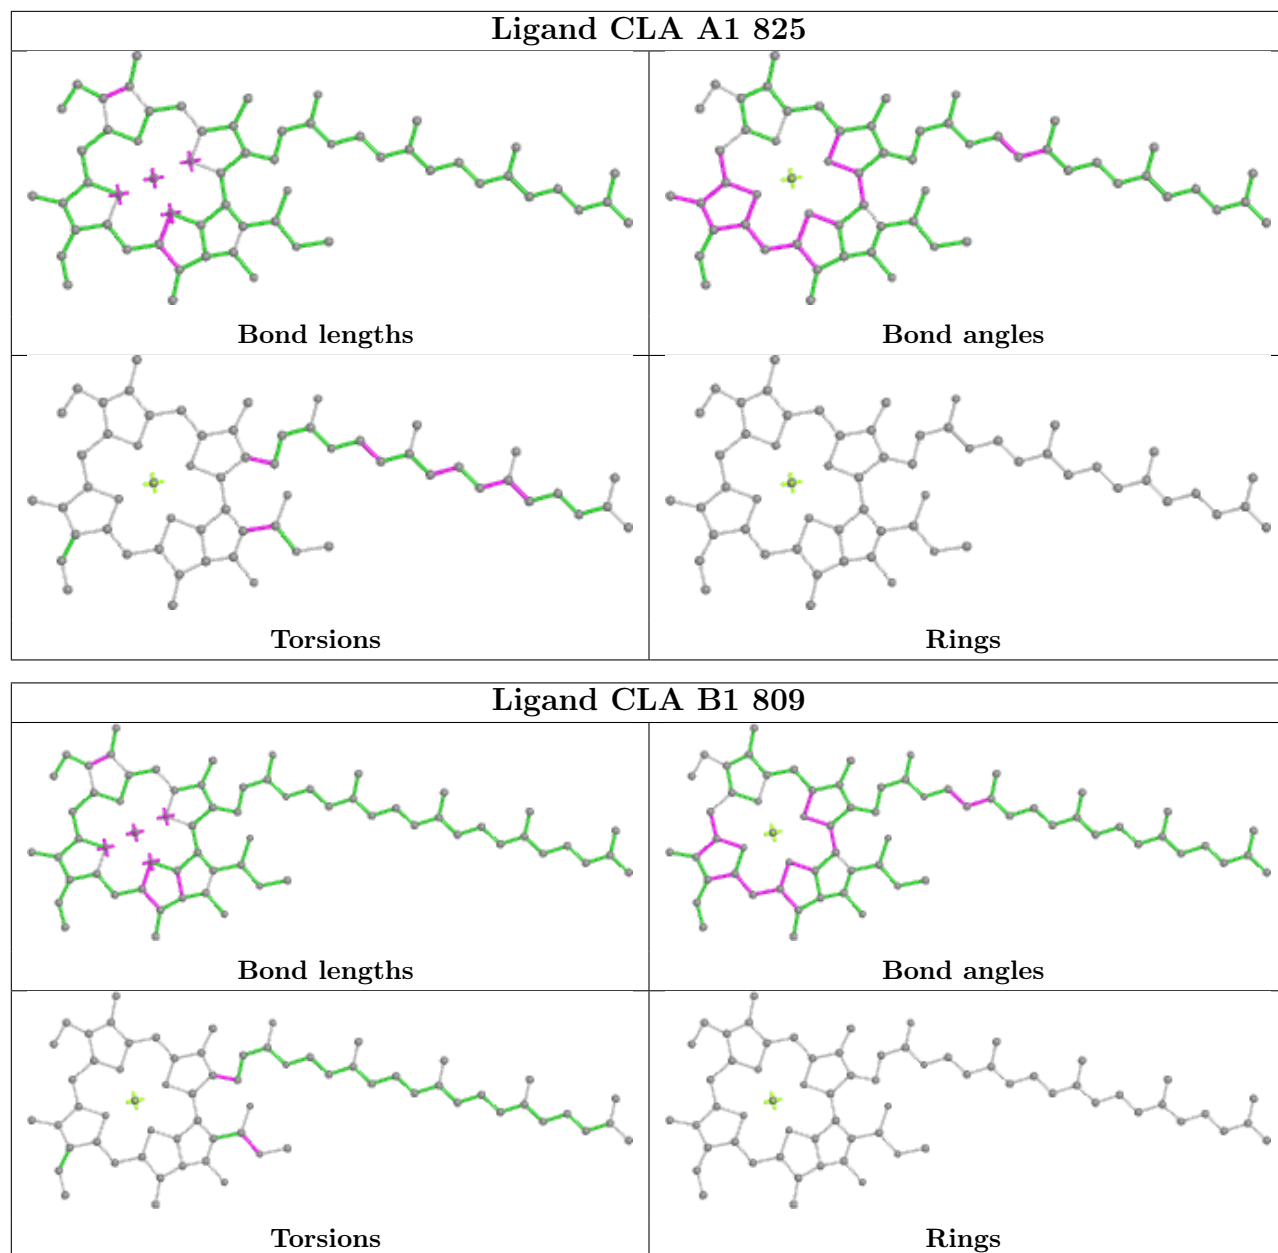 Ligand CLA A1 825
Bond lengths
Bond angles
Torsions
Rings
Ligand CLA B1 809
Bond lengths
Bond angles
Torsions
Rings